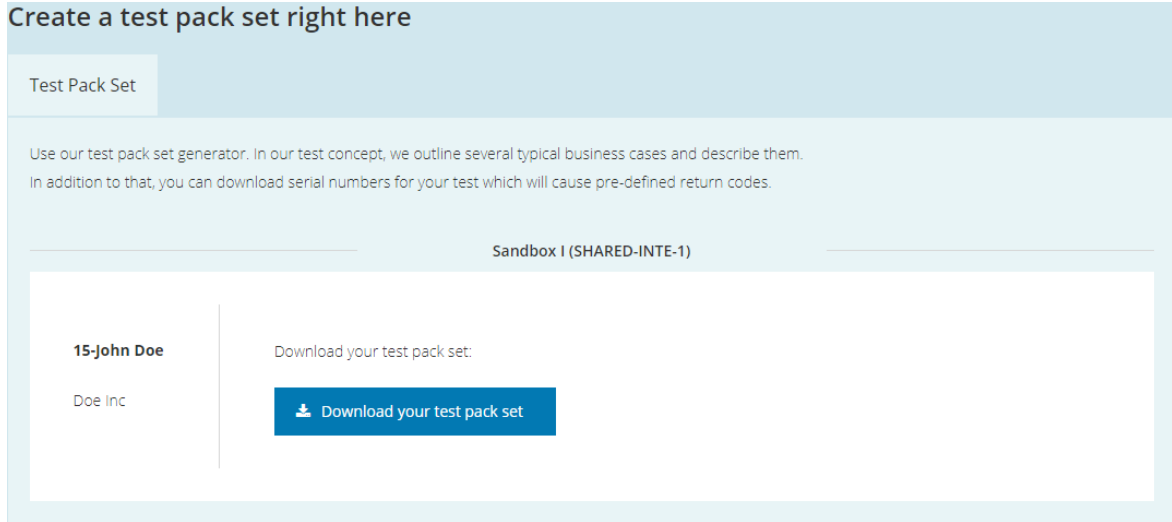 Create a test pack set right here
Test Pack Set
Use our test pack set generator. In our test concept, we outline several typical business cases and describe them.
In addition to that, you can download serial numbers for your test which will cause pre-defined return codes.
Sandbox I (SHARED-INTE-1)
15-John Doe
Doe Inc
Download your test pack set:
Download your test pack set